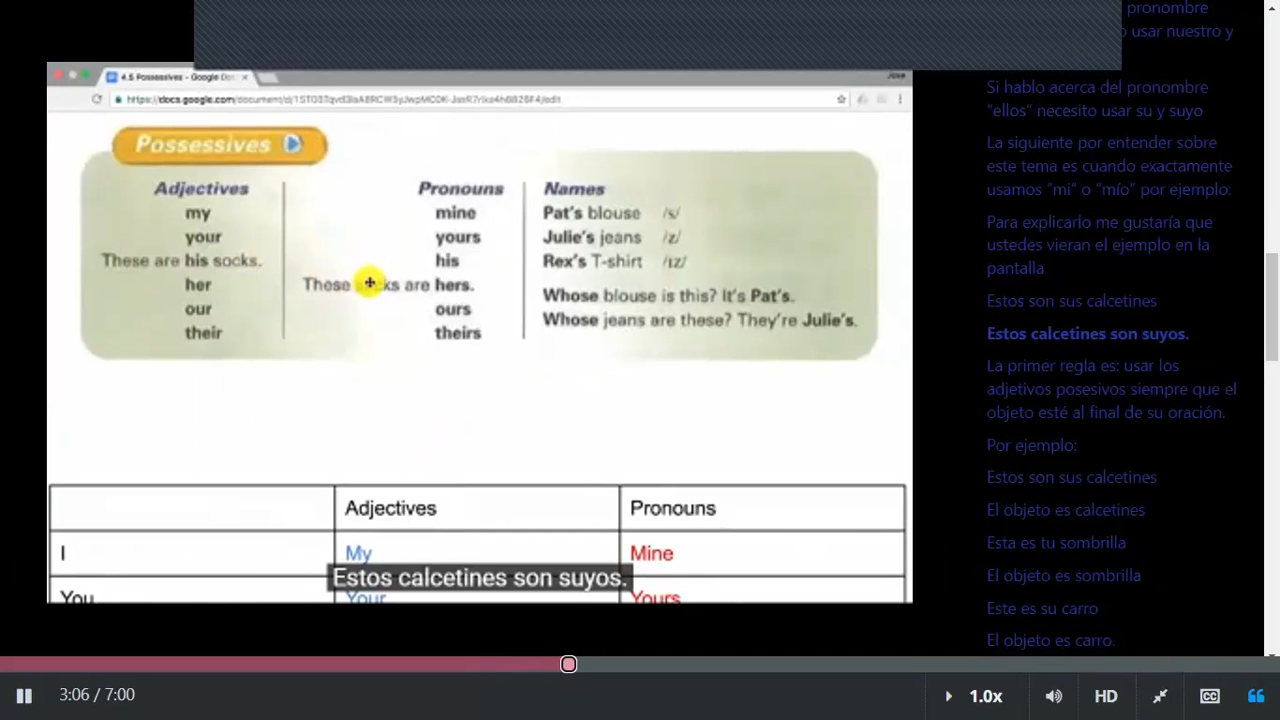 4.5 Possessives - Google Do
Jose
Possessives
Adjectives
my
your
These are his socks.
her
our
their
Pronouns
mine
yours
his
These are hers.
ours
theirs
Names
Pat's blouse /s/
Julie's jeans /z/
Rex's T-shirt /ɪz/
Whose blouse is this? It's Pat's.
Whose jeans are these? They're Julie's.
Adjectives Pronouns
I My Mine
You Your Yours
Estos calcetines son suyos.
pronombre
usar nuestro y
Si hablo acerca del pronombre
"ellos" necesito usar su y suyo
La siguiente por entender sobre
este tema es cuando exactamente
usamos "mi" o "mío" por ejemplo:
Para explicarlo me gustaría que
ustedes vieran el ejemplo en la
pantalla
Estos son sus calcetines
Estos calcetines son suyos.
La primer regla es: usar los
adjetivos posesivos siempre que el
objeto esté al final de su oración.
Por ejemplo:
Estos son sus calcetines
El objeto es calcetines
Esta es tu sombrilla
El objeto es sombrilla
Este es su carro
El objeto es carro.
3:06 / 7:00
1.0x
HD
CC